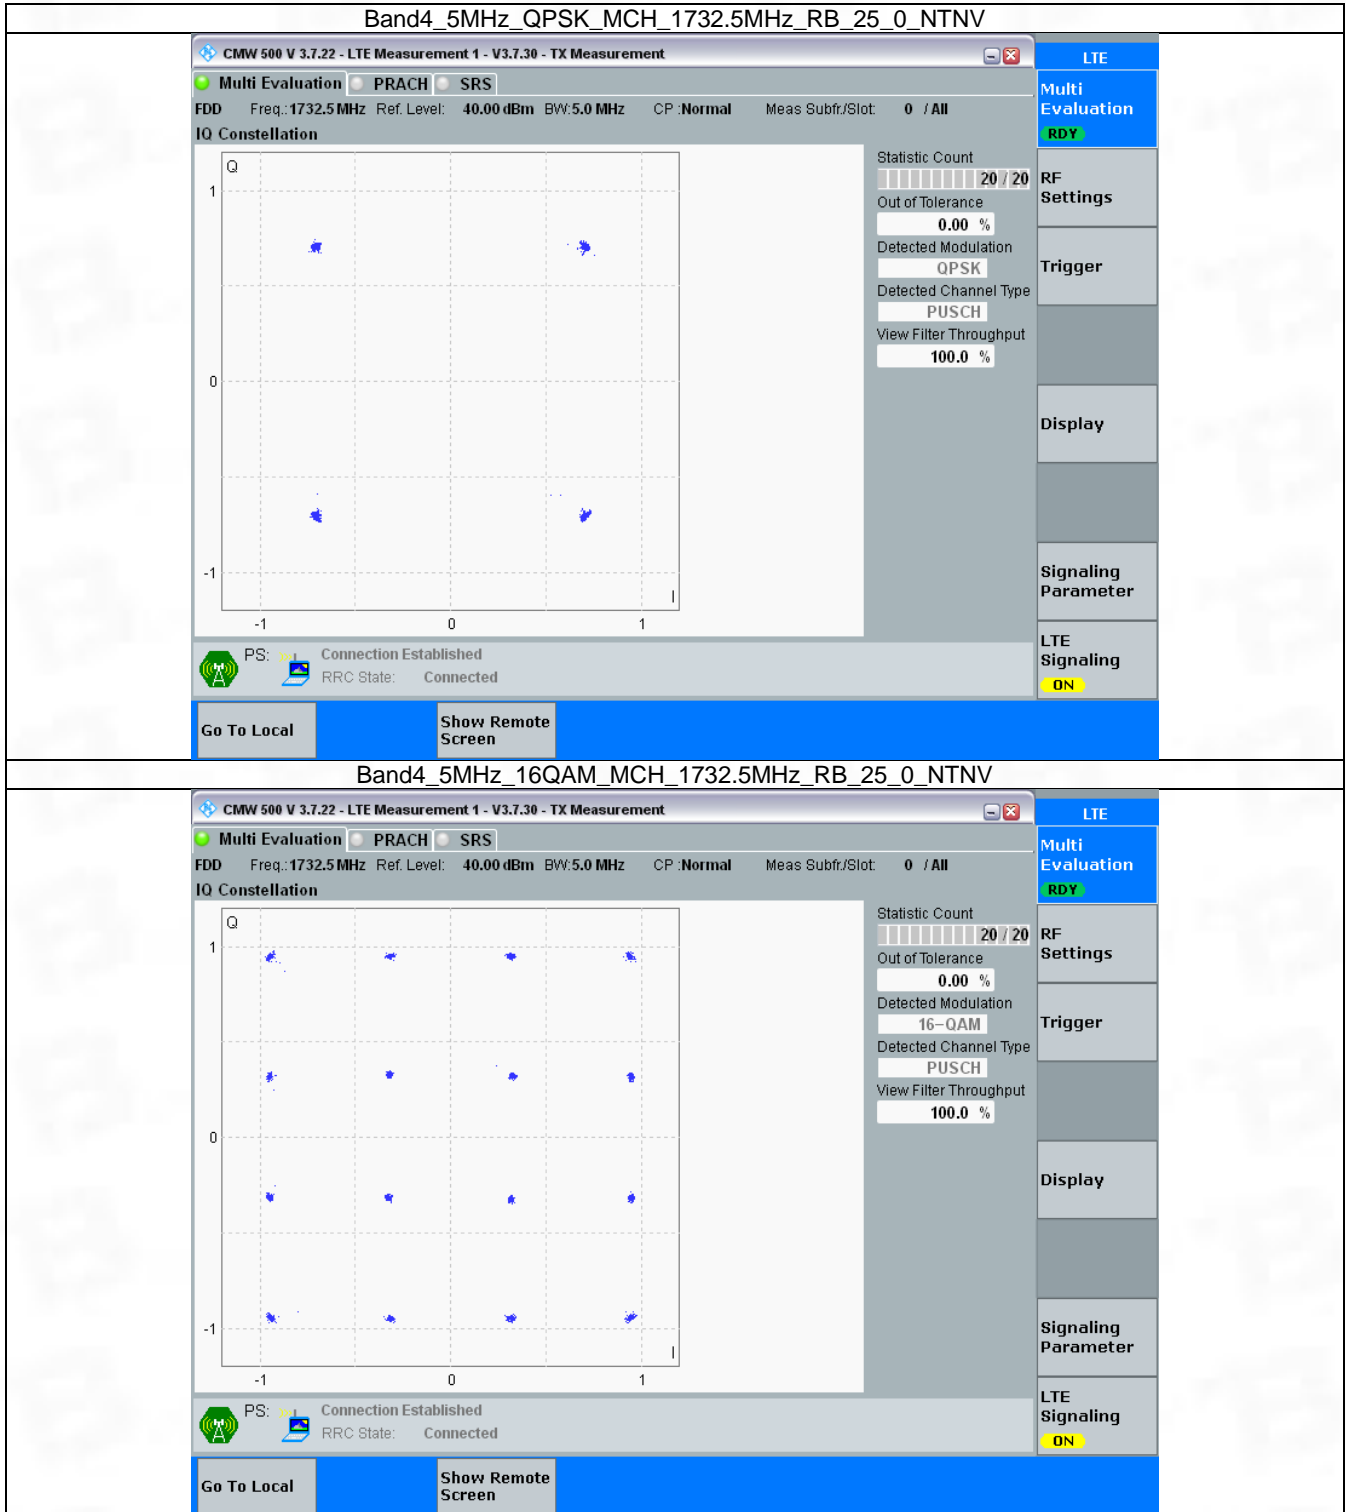 Band4_5MHz_QPSK_MCH_1732.5MHz_RB_25_0_NTNV
CMW 500 V 3.7.22 - LTE Measurement 1 - V3.7.30 - TX Measurement
LTE
Multi Evaluation PRACH SRS
Multi
Evaluation
RDY
FDD Freq.:1732.5 MHz Ref. Level: 40.00 dBm BW:5.0 MHz CP :Normal Meas Subfr./Slot: 0 / All
IQ Constellation
Q
1
0
-1
I
-1 0 1
Statistic Count
20 / 20
Out of Tolerance
0.00 %
Detected Modulation
QPSK
Detected Channel Type
PUSCH
View Filter Throughput
100.0 %
RF
Settings
Trigger
Display
Signaling
Parameter
LTE
Signaling
ON
PS: Connection Established
RRC State: Connected
Go To Local
Show Remote
Screen
Band4_5MHz_16QAM_MCH_1732.5MHz_RB_25_0_NTNV
CMW 500 V 3.7.22 - LTE Measurement 1 - V3.7.30 - TX Measurement
LTE
Multi Evaluation PRACH SRS
Multi
Evaluation
RDY
FDD Freq.:1732.5 MHz Ref. Level: 40.00 dBm BW:5.0 MHz CP :Normal Meas Subfr./Slot: 0 / All
IQ Constellation
Q
1
0
-1
I
-1 0 1
Statistic Count
20 / 20
Out of Tolerance
0.00 %
Detected Modulation
16-QAM
Detected Channel Type
PUSCH
View Filter Throughput
100.0 %
RF
Settings
Trigger
Display
Signaling
Parameter
LTE
Signaling
ON
PS: Connection Established
RRC State: Connected
Go To Local
Show Remote
Screen